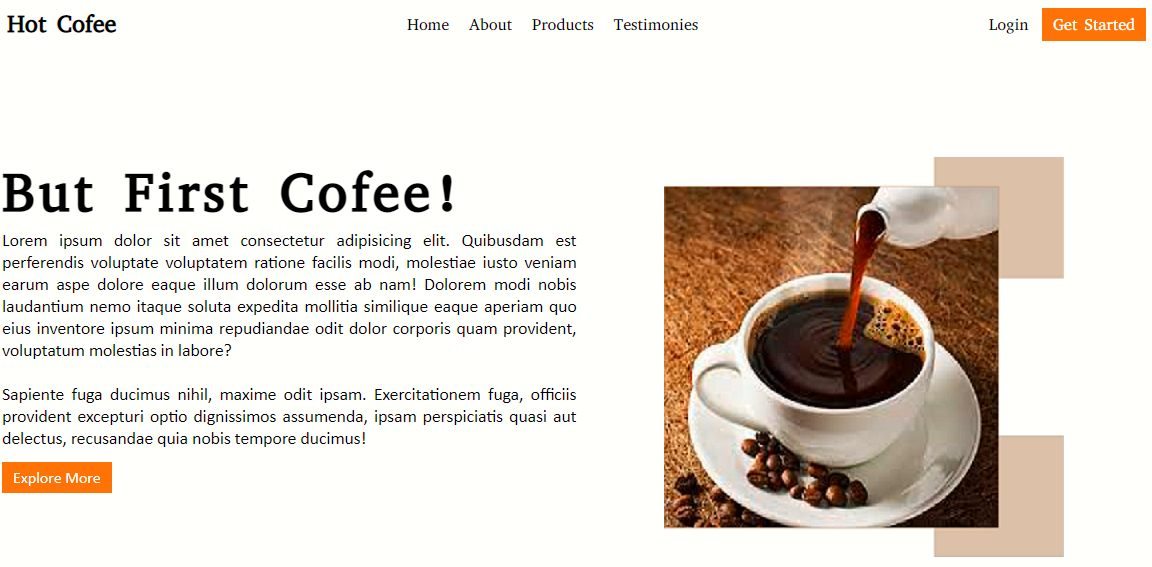 Hot Cofee
Home About Products Testimonies
Login Get Started
But First Cofee!
Lorem ipsum dolor sit amet consectetur adipisicing elit. Quibusdam est
perferendis voluptate voluptatem ratione facilis modi, molestiae iusto veniam
earum aspe dolore eaque illum dolorum esse ab nam! Dolorem modi nobis
laudantium nemo itaque soluta expedita mollitia similique eaque aperiam quo
eius inventore ipsum minima repudiandae odit dolor corporis quam provident,
voluptatum molestias in labore?
Sapiente fuga ducimus nihil, maxime odit ipsam. Exercitationem fuga, officiis
provident excepturi optio dignissimos assumenda, ipsam perspiciatis quasi aut
delectus, recusandae quia nobis tempore ducimus!
Explore More